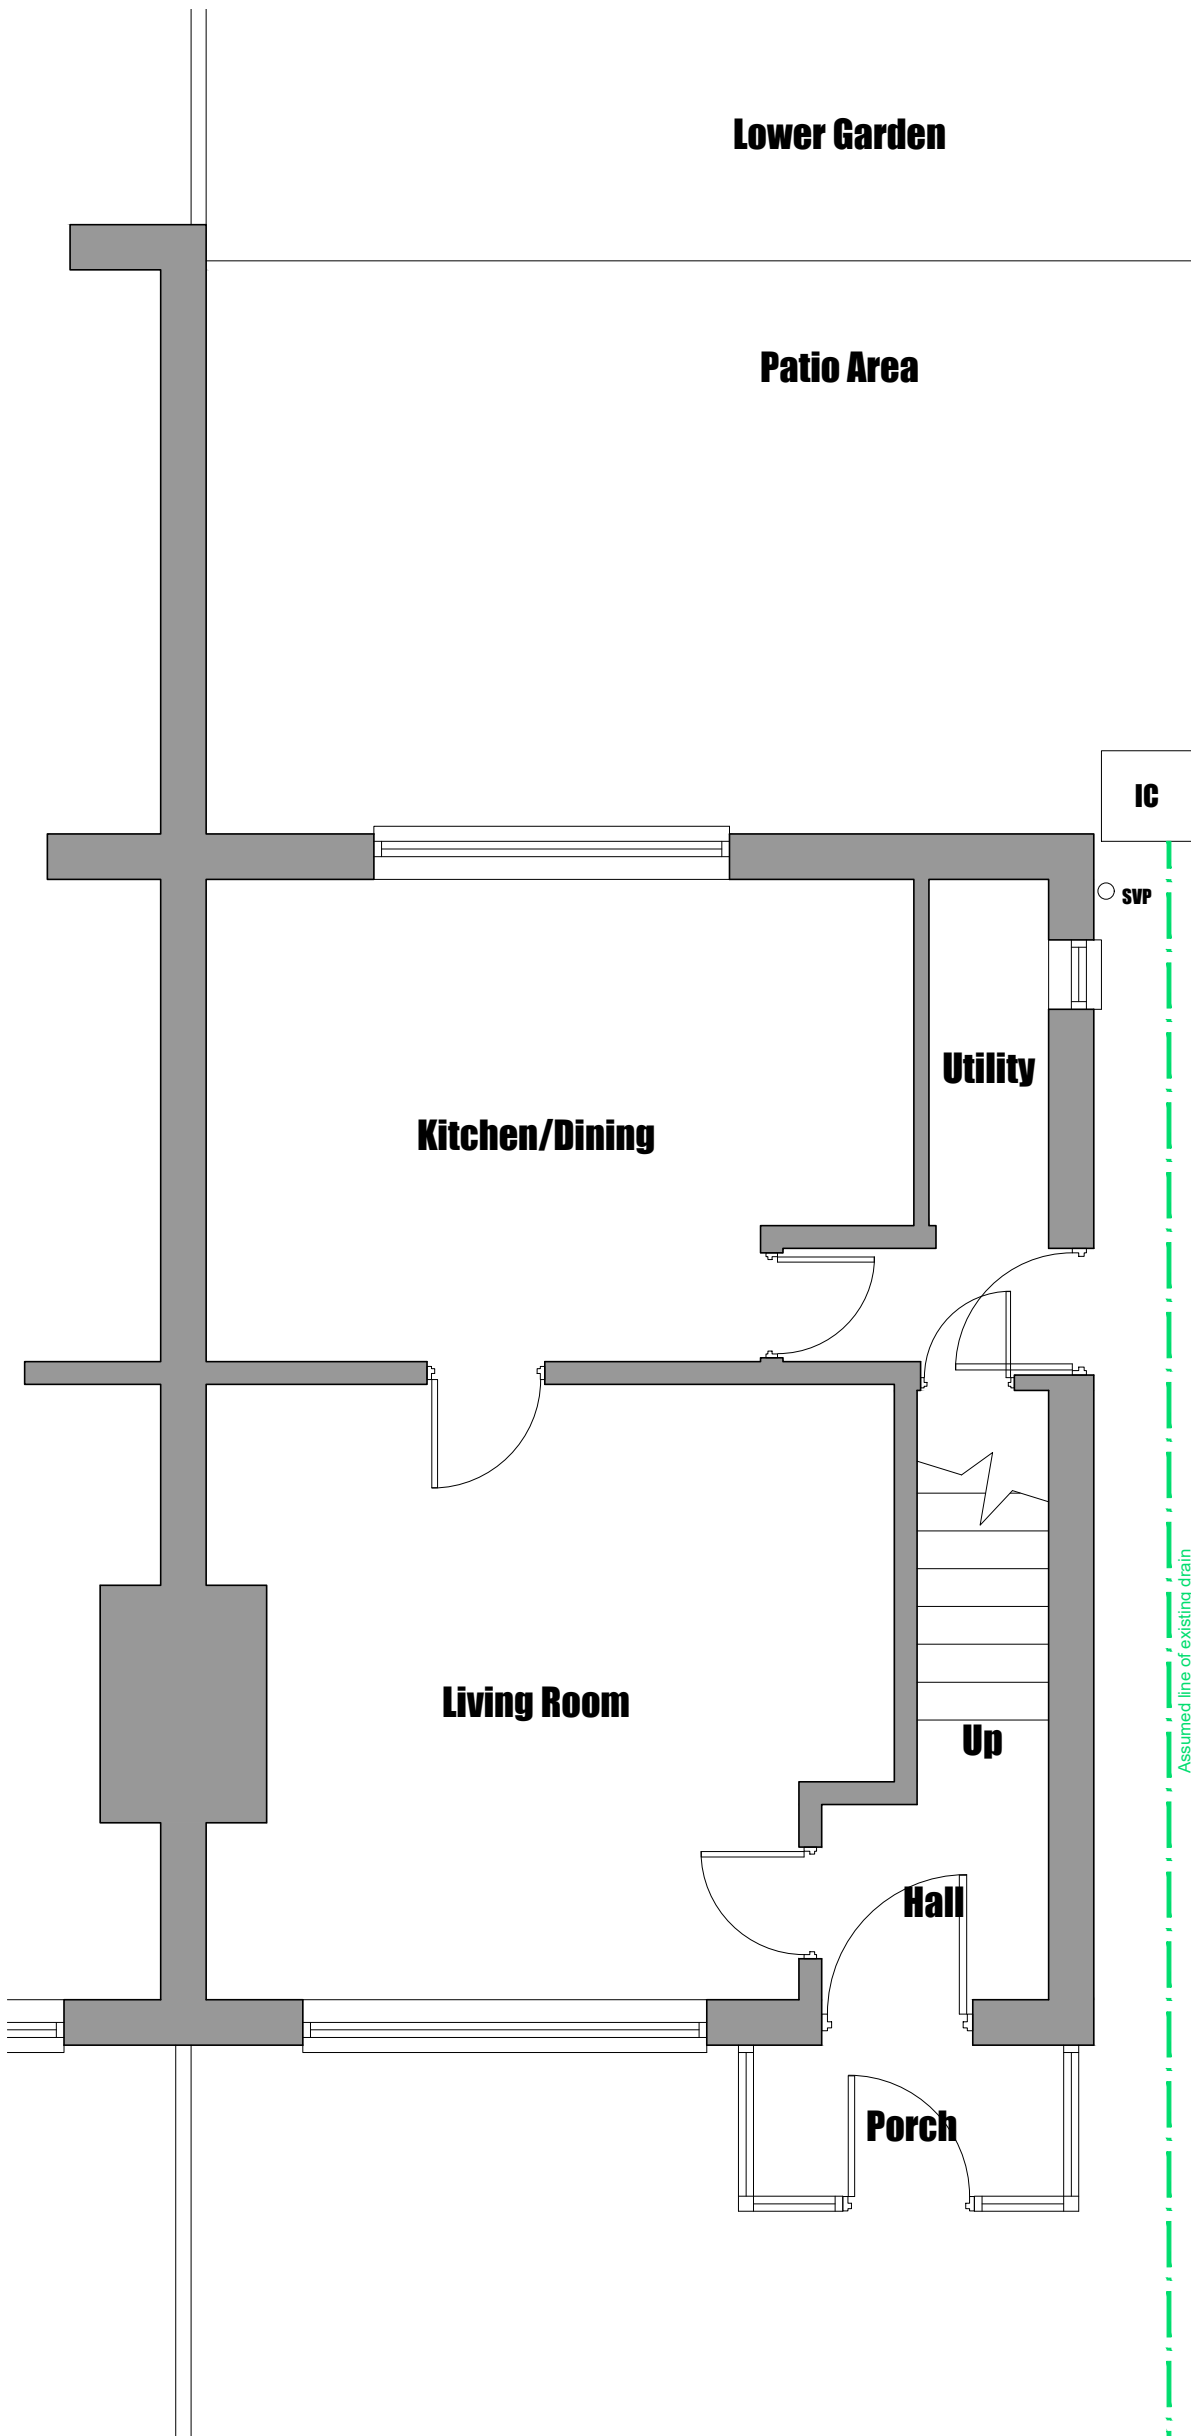 Lower Garden
Patio Area
IC
SVP
Utility
Kitchen/Dining
Assumed line of existing drain
Living Room
Up
Hall
Porch